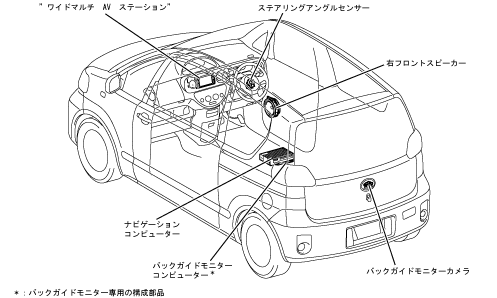 " ワイドマルチ AV ステーション"
ステアリングアングルセンサー
右フロントスピーカー
ナビゲーション
コンピューター
バックガイドモニター
コンピューター*
バックガイドモニターカメラ
*：バックガイドモニター専用の構成部品